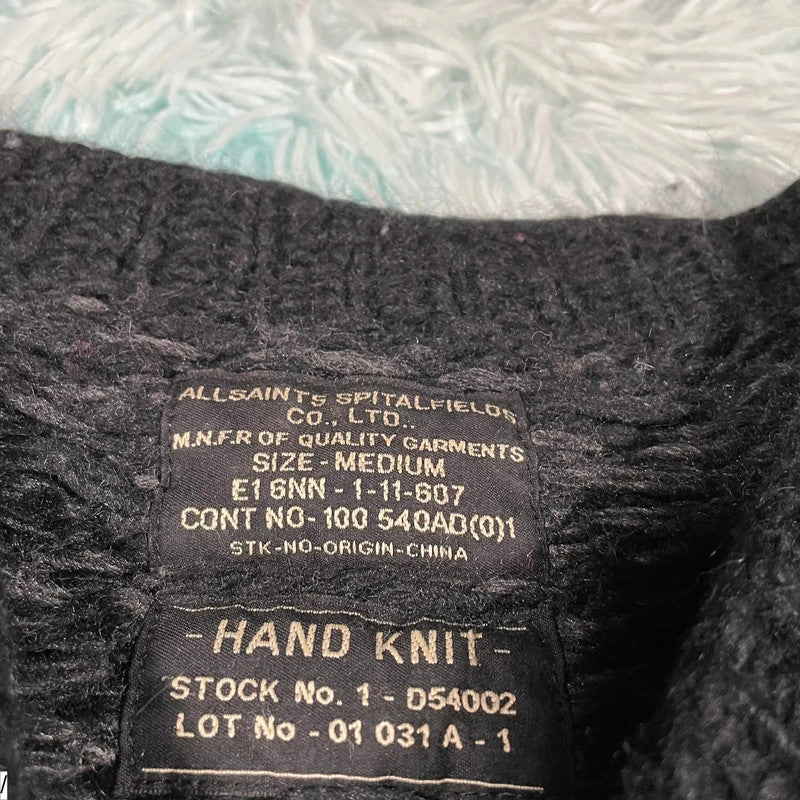 ALLSAINTS SPITALFIELDS
CO., LTD..
M.N.F.R OF QUALITY GARMENTS
SIZE - MEDIUM
E1 6NN - 1-11-607
CONT NO- 100 540AD(0)1
STK-NO-ORIGIN-CHINA
- HAND KNIT -
STOCK No. 1 - D54002
LOT No - 01 031 A - 1